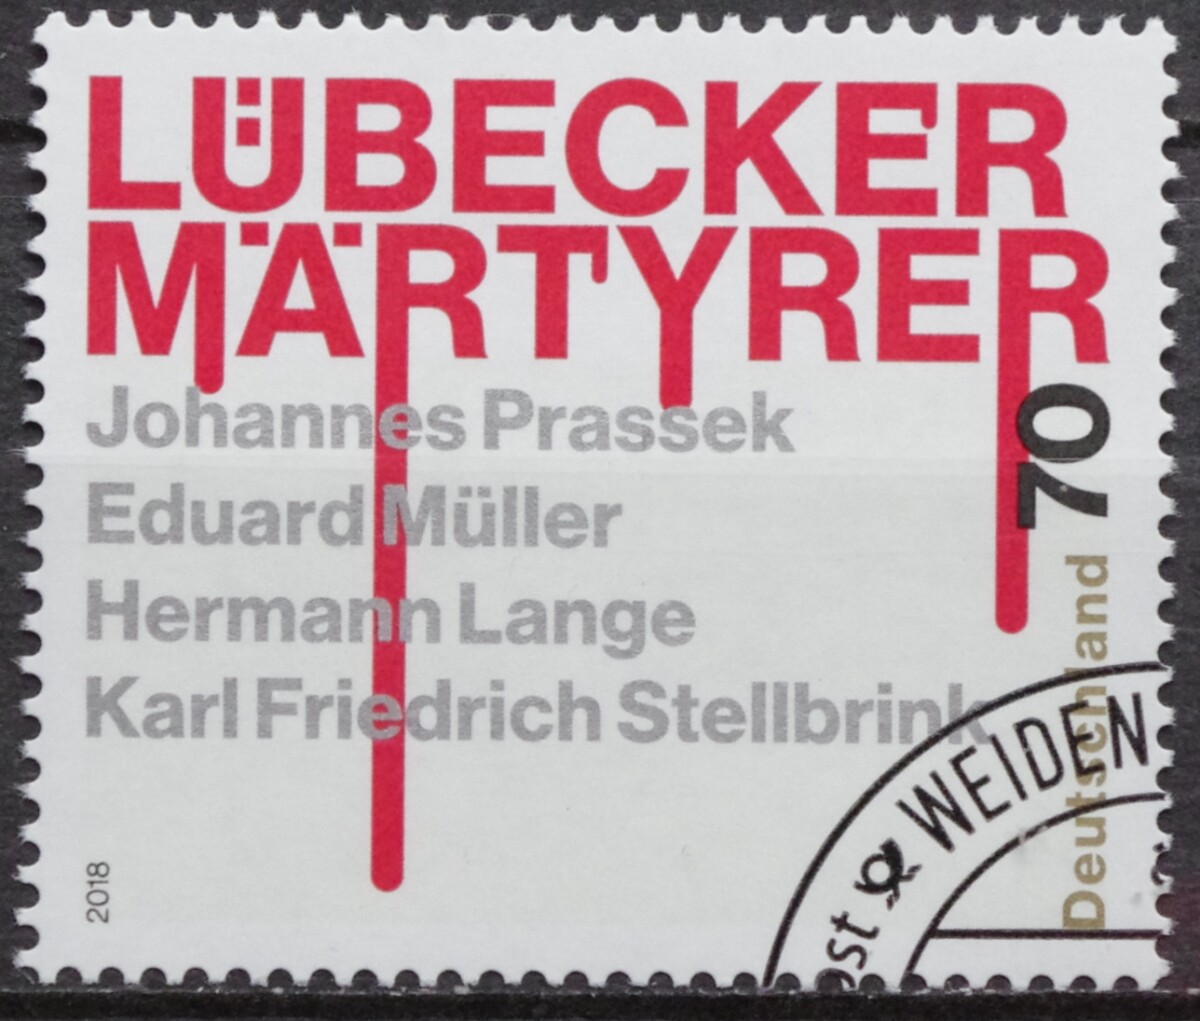 LÜBECKER
MÄRTYRER
Johannes Prassek
Eduard Müller
Hermann Lange
Karl Friedrich Stellbrink
Deutschland 70
2018
WEIDEN